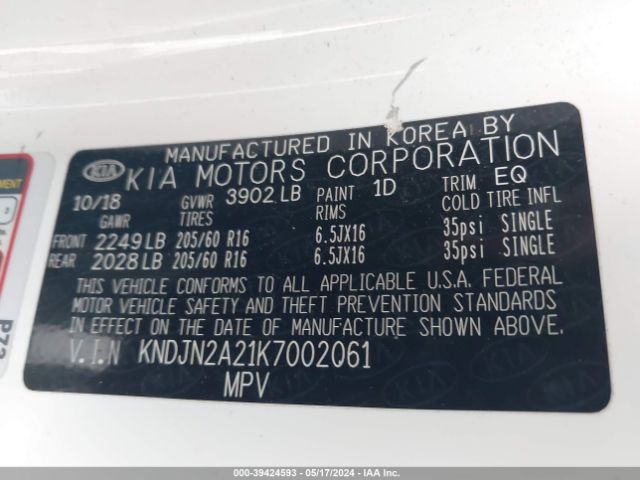 MANUFACTURED IN KOREA BY
KIA KIA MOTORS CORPORATION
10/18 GVWR 3902 LB PAINT 1D TRIM EQ
GAWR TIRES RIMS COLD TIRE INFL
FRONT 2249 LB 205/60 R16 6.5JX16 35psi SINGLE
REAR 2028 LB 205/60 R16 6.5JX16 35psi SINGLE
THIS VEHICLE CONFORMS TO ALL APPLICABLE U.S.A. FEDERAL
MOTOR VEHICLE SAFETY AND THEFT PREVENTION STANDARDS
IN EFFECT ON THE DATE OF MANUFACTURE SHOWN ABOVE.
V.I.N KNDJN2A21K7002061
MPV
000-39424593 - 05/17/2024 - IAAI.COM